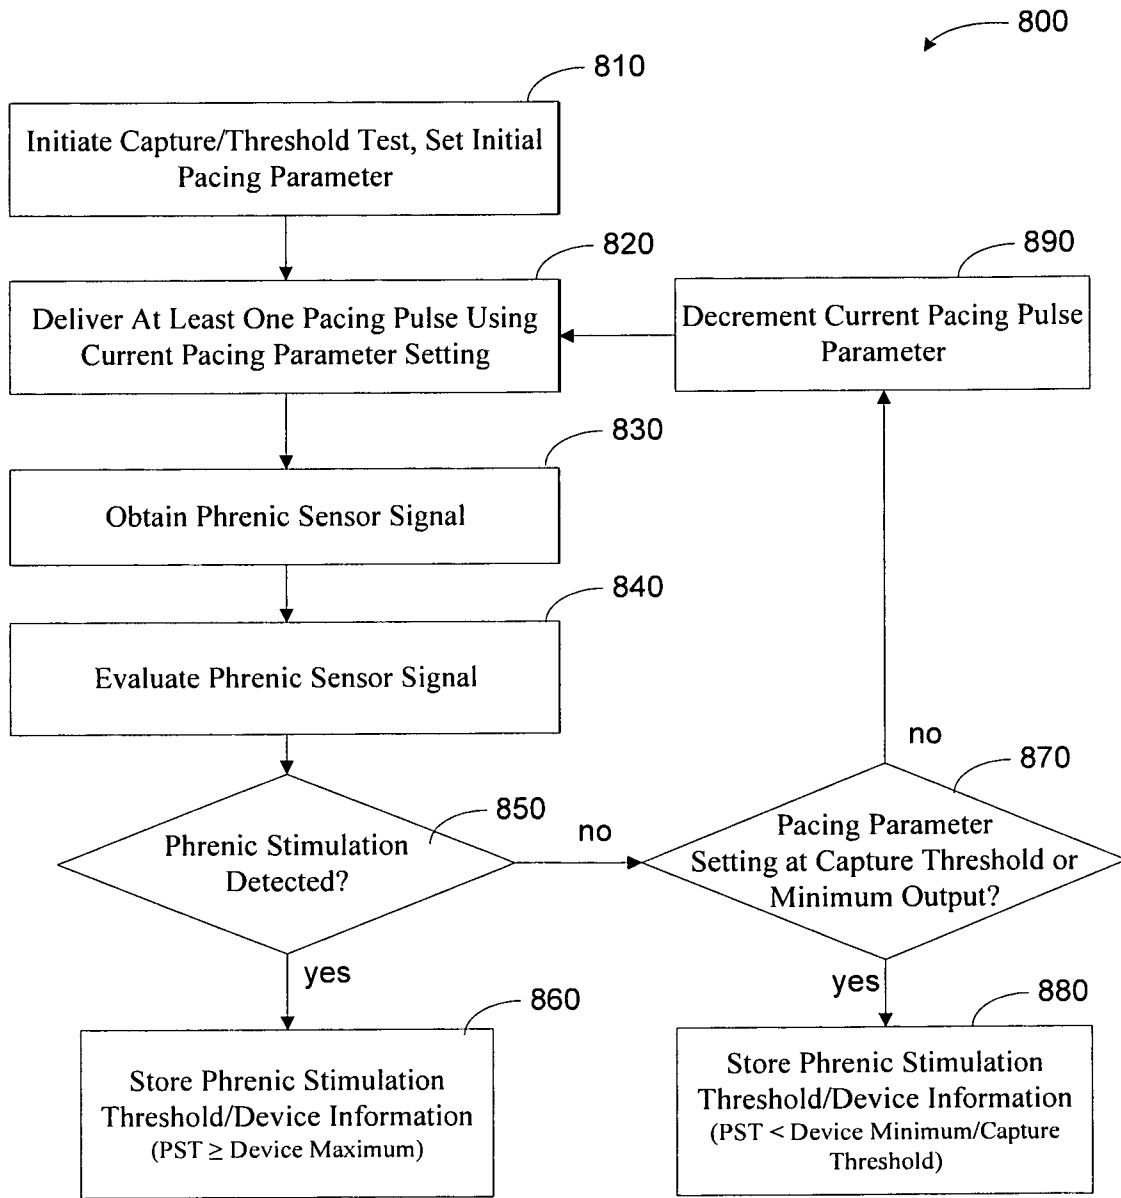 800
810
Initiate Capture/Threshold Test, Set Initial
Pacing Parameter
820
Deliver At Least One Pacing Pulse Using
Current Pacing Parameter Setting
890
Decrement Current Pacing Pulse
Parameter
830
Obtain Phrenic Sensor Signal
840
Evaluate Phrenic Sensor Signal
850
Phrenic Stimulation
Detected?
no
yes
870
Pacing Parameter
Setting at Capture Threshold or
Minimum Output?
no
yes
860
Store Phrenic Stimulation
Threshold/Device Information
(PST ≥ Device Maximum)
880
Store Phrenic Stimulation
Threshold/Device Information
(PST < Device Minimum/Capture
Threshold)